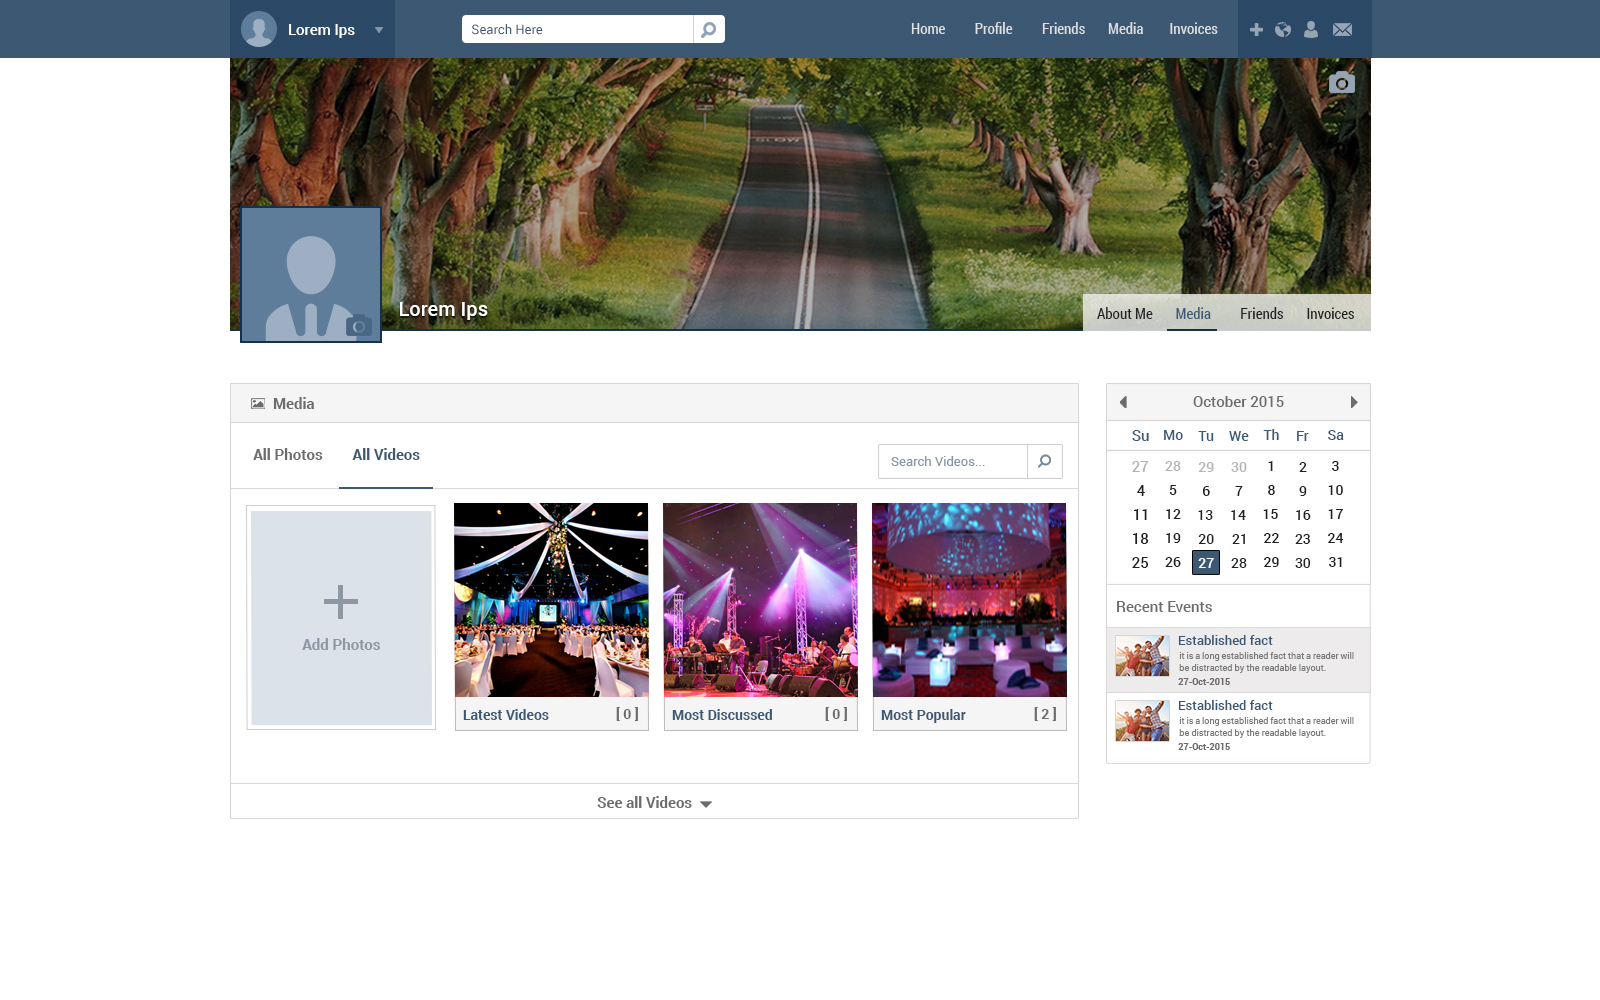 Lorem Ips
Search Here
Home Profile Friends Media Invoices
SLOW
Lorem Ips
About Me Media Friends Invoices
Media
All Photos All Videos
Search Videos...
Add Photos
Latest Videos [ 0 ]
Most Discussed [ 0 ]
Most Popular [ 2 ]
See all Videos
October 2015
Su Mo Tu We Th Fr Sa
27 28 29 30 1 2 3
4 5 6 7 8 9 10
11 12 13 14 15 16 17
18 19 20 21 22 23 24
25 26 27 28 29 30 31
Recent Events
Established fact
it is a long established fact that a reader will
be distracted by the readable layout.
27-Oct-2015
Established fact
it is a long established fact that a reader will
be distracted by the readable layout.
27-Oct-2015